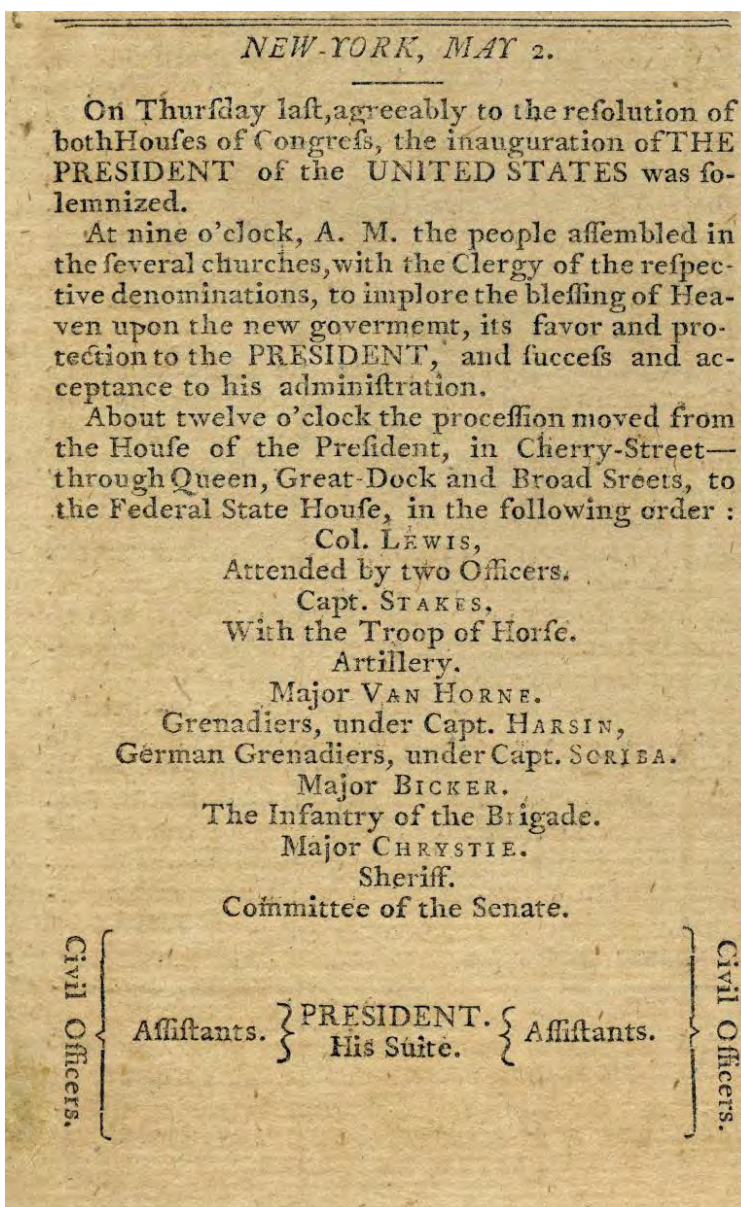 NEW-YORK, MAY 2.
On Thurſday laſt,agreeably to the reſolution of
bothHouſes of Congreſs, the inauguration ofTHE
PRESIDENT of the UNITED STATES was ſo-
lemnized.
At nine o'clock, A. M. the people aſſembled in
the ſeveral churches,with the Clergy of the reſpec-
tive denominations, to implore the bleſſing of Hea-
ven upon the new govermemt, its favor and pro-
tection to the PRESIDENT, and ſucceſs and ac-
ceptance to his adminiſtration.
About twelve o'clock the proceſſion moved from
the Houſe of the Preſident, in Cherry-Street—
through Queen, Great-Dock and Broad Sreets, to
the Federal State Houſe, in the following order :
Col. LEWIS,
Attended by two Officers.
Capt. STAKES,
With the Troop of Horſe.
Artillery.
Major VAN HORNE.
Grenadiers, under Capt. HARSIN,
German Grenadiers, under Capt. SCRIBA.
Major BICKER.
The Infantry of the Brigade.
Major CHRYSTIE.
Sheriff.
Committee of the Senate.
Civil Officers.
Aſſiſtants.
PRESIDENT.
His Suite.
Aſſiſtants.
Civil Officers.